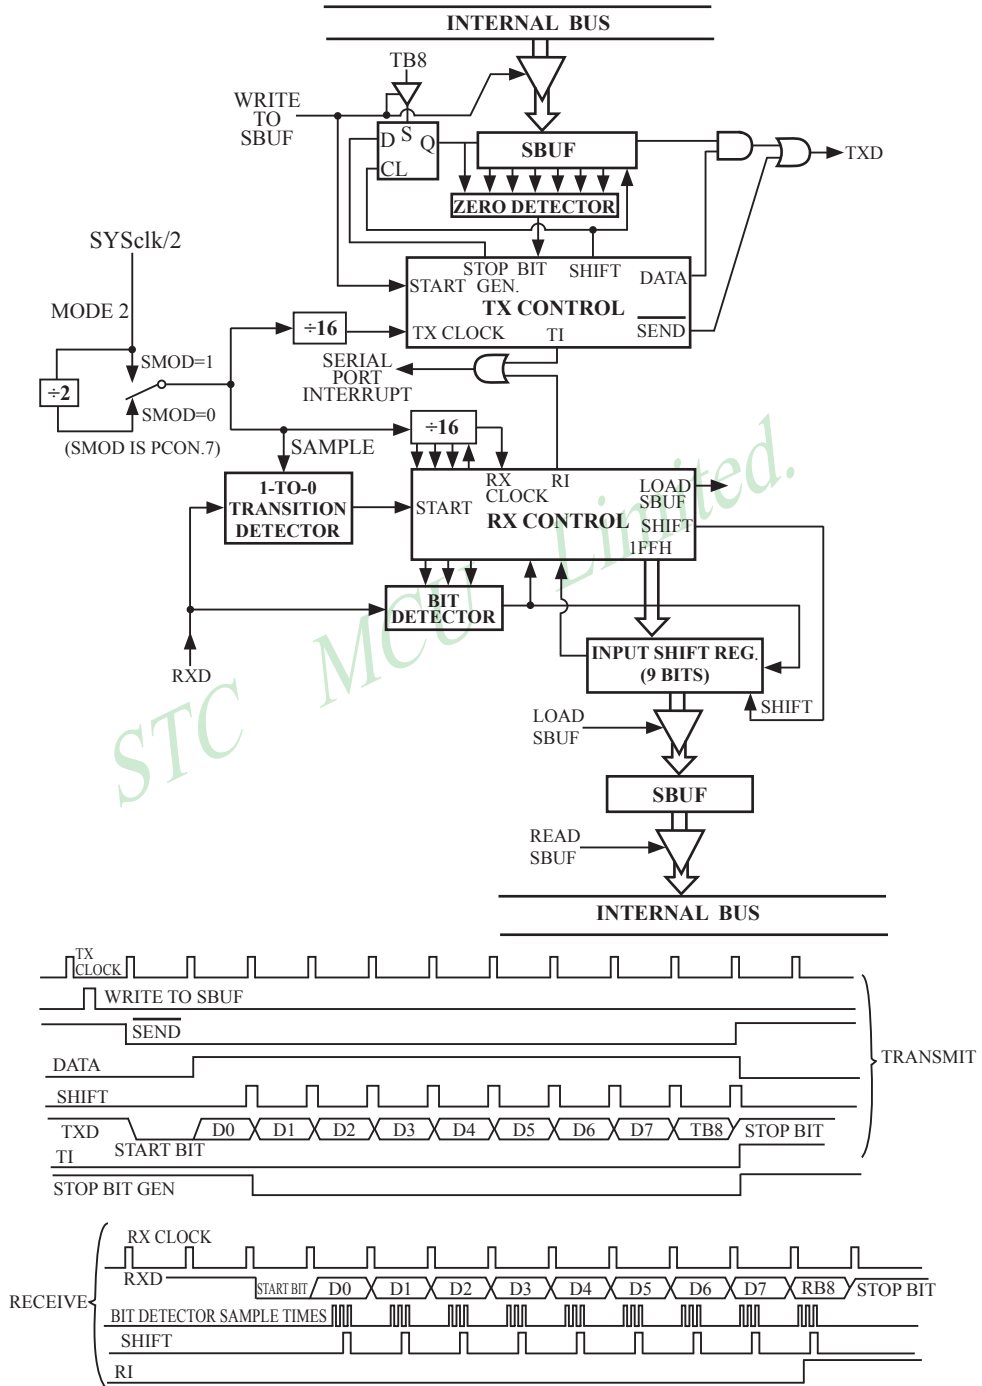 INTERNAL BUS
TB8
WRITE
TO
SBUF
D S Q
CL
SBUF
TXD
ZERO DETECTOR
SYSclk/2
STOP BIT
GEN.
SHIFT
DATA
START
TX CONTROL
MODE 2
÷16
TX CLOCK
TI
SEND
SMOD=1
SERIAL
PORT
INTERRUPT
÷2
SMOD=0
(SMOD IS PCON.7)
÷16
SAMPLE
1-TO-0
TRANSITION
DETECTOR
START
RX
CLOCK
RI
LOAD
SBUF
RX CONTROL
SHIFT
1FFH
BIT
DETECTOR
RXD
INPUT SHIFT REG.
(9 BITS)
SHIFT
LOAD
SBUF
SBUF
READ
SBUF
INTERNAL BUS
STC MCU Limited.
TX
CLOCK
WRITE TO SBUF
SEND
DATA
TRANSMIT
SHIFT
TXD START BIT D0 D1 D2 D3 D4 D5 D6 D7 TB8 STOP BIT
TI
STOP BIT GEN
RX CLOCK
RXD START BIT D0 D1 D2 D3 D4 D5 D6 D7 RB8 STOP BIT
RECEIVE
BIT DETECTOR SAMPLE TIMES
SHIFT
RI